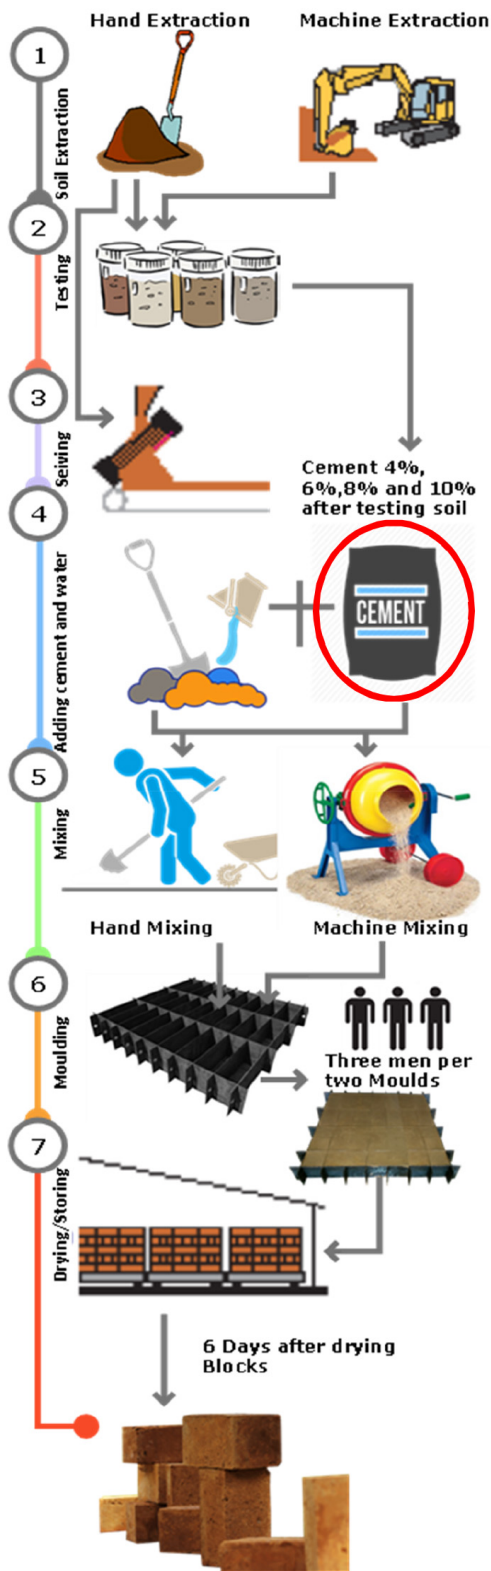 Hand Extraction
Machine Extraction
1
Soil Extraction
2
Testing
3
Seiving
Cement 4%,
6%,8% and 10%
after testing soil
4
Adding cement and water
CEMENT
5
Mixing
Hand Mixing
Machine Mixing
6
Moulding
Three men per
two Moulds
7
Drying/Storing
6 Days after drying
Blocks